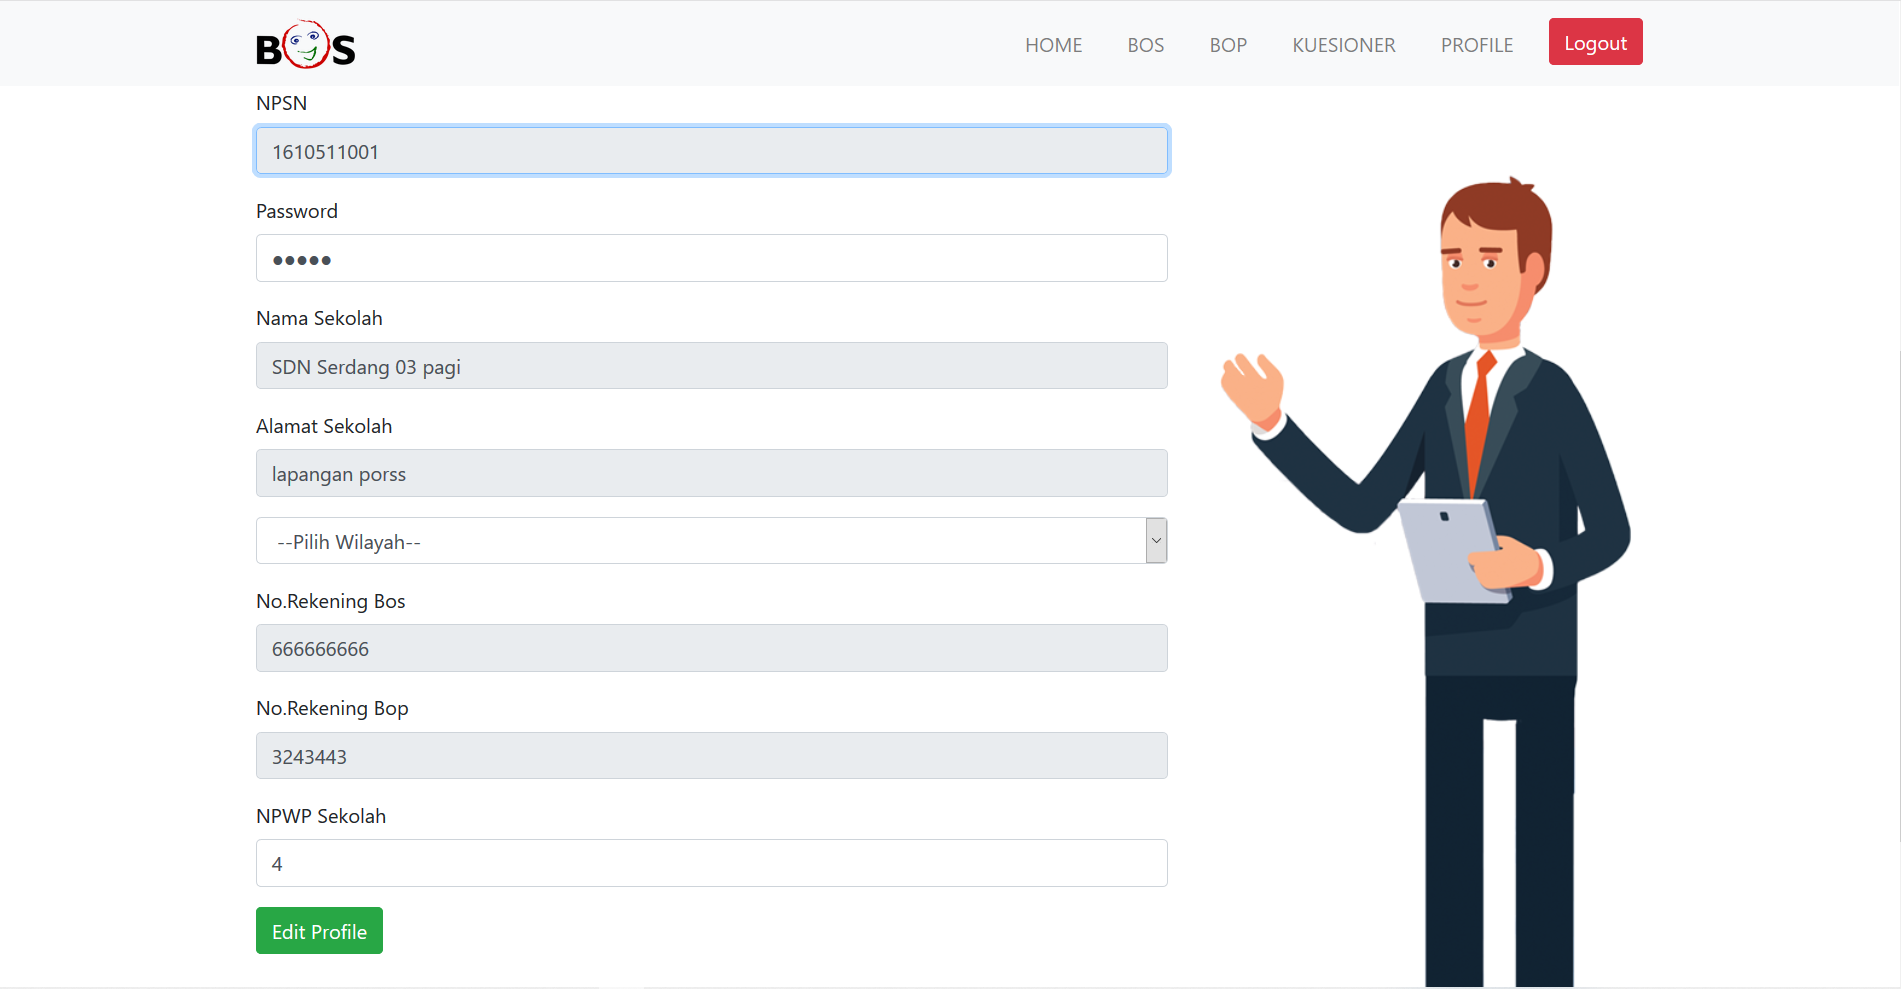 BOS
HOME BOS BOP KUESIONER PROFILE Logout
NPSN
1610511001
Password
●●●●●
Nama Sekolah
SDN Serdang 03 pagi
Alamat Sekolah
lapangan porss
--Pilih Wilayah--
No.Rekening Bos
666666666
No.Rekening Bop
3243443
NPWP Sekolah
4
Edit Profile